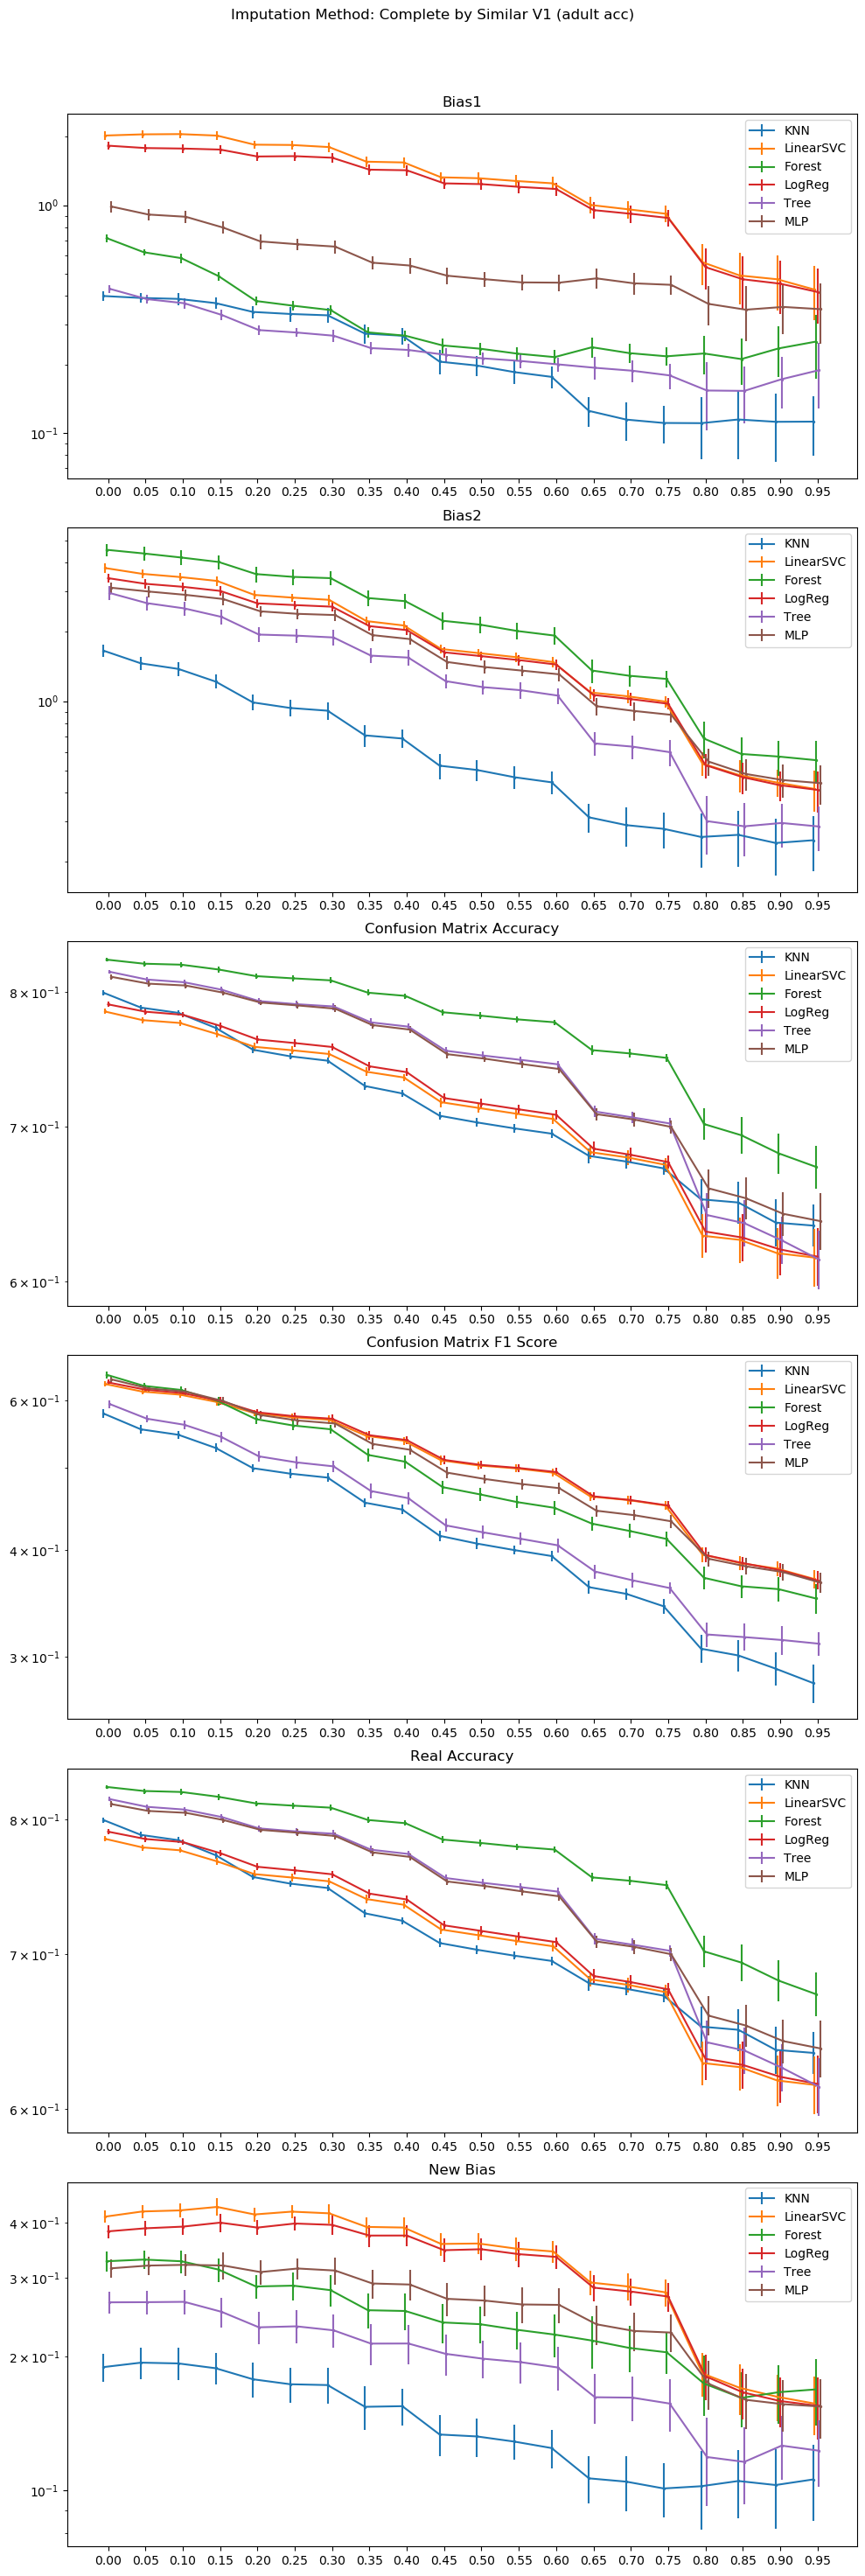 Imputation Method: Complete by Similar V1 (adult acc)
Bias1
KNN
LinearSVC
Forest
LogReg
Tree
MLP
10⁰
10⁻¹
0.00 0.05 0.10 0.15 0.20 0.25 0.30 0.35 0.40 0.45 0.50 0.55 0.60 0.65 0.70 0.75 0.80 0.85 0.90 0.95
Bias2
KNN
LinearSVC
Forest
LogReg
Tree
MLP
10⁰
0.00 0.05 0.10 0.15 0.20 0.25 0.30 0.35 0.40 0.45 0.50 0.55 0.60 0.65 0.70 0.75 0.80 0.85 0.90 0.95
Confusion Matrix Accuracy
KNN
LinearSVC
Forest
LogReg
Tree
MLP
8 × 10⁻¹
7 × 10⁻¹
6 × 10⁻¹
0.00 0.05 0.10 0.15 0.20 0.25 0.30 0.35 0.40 0.45 0.50 0.55 0.60 0.65 0.70 0.75 0.80 0.85 0.90 0.95
Confusion Matrix F1 Score
KNN
LinearSVC
Forest
LogReg
Tree
MLP
6 × 10⁻¹
4 × 10⁻¹
3 × 10⁻¹
0.00 0.05 0.10 0.15 0.20 0.25 0.30 0.35 0.40 0.45 0.50 0.55 0.60 0.65 0.70 0.75 0.80 0.85 0.90 0.95
Real Accuracy
KNN
LinearSVC
Forest
LogReg
Tree
MLP
8 × 10⁻¹
7 × 10⁻¹
6 × 10⁻¹
0.00 0.05 0.10 0.15 0.20 0.25 0.30 0.35 0.40 0.45 0.50 0.55 0.60 0.65 0.70 0.75 0.80 0.85 0.90 0.95
New Bias
KNN
LinearSVC
Forest
LogReg
Tree
MLP
4 × 10⁻¹
3 × 10⁻¹
2 × 10⁻¹
10⁻¹
0.00 0.05 0.10 0.15 0.20 0.25 0.30 0.35 0.40 0.45 0.50 0.55 0.60 0.65 0.70 0.75 0.80 0.85 0.90 0.95